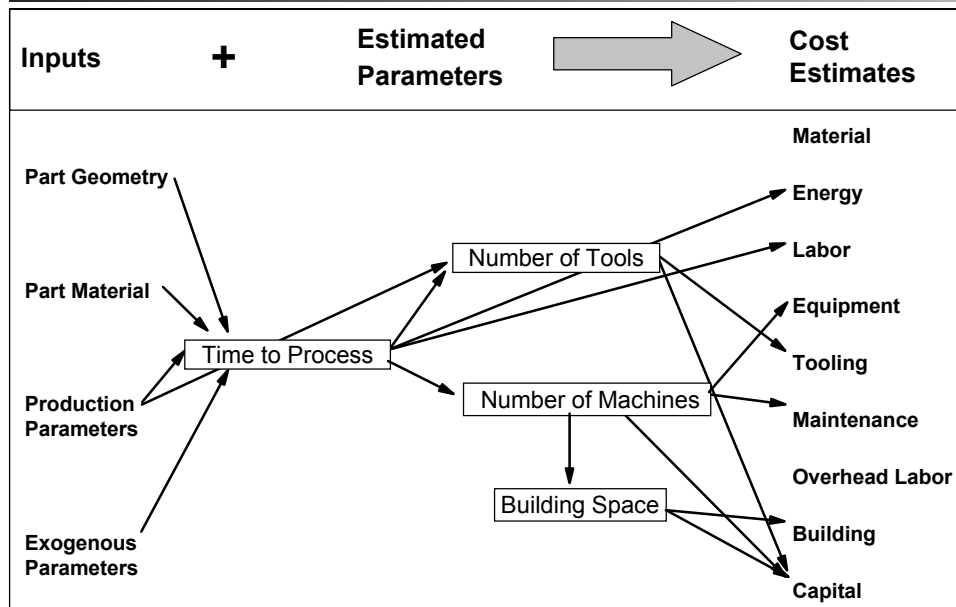 Inputs
+
Estimated
Parameters
Cost
Estimates
Part Geometry
Part Material
Production
Parameters
Exogenous
Parameters
Time to Process
Number of Tools
Number of Machines
Building Space
Material
Energy
Labor
Equipment
Tooling
Maintenance
Overhead Labor
Building
Capital